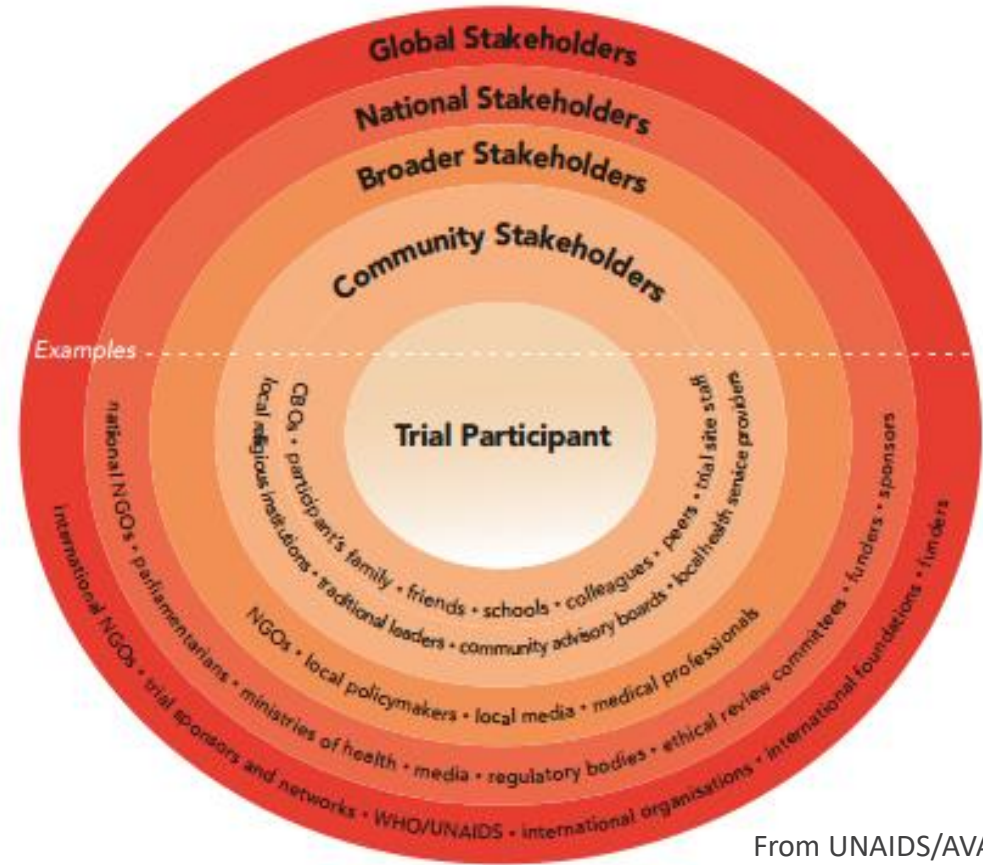 Global Stakeholders
National Stakeholders
Broader Stakeholders
Community Stakeholders
Examples
Trial Participant
CBOs • participant's family • friends • schools • colleagues • peers • trial site staff
local religious institutions • traditional leaders • community advisory boards • local health service providers
NGOs • local policymakers • local media • medical professionals
national NGOs • parliamentarians • ministries of health • media • regulatory bodies • ethical review committees • funders • sponsors
international NGOs • trial sponsors and networks • WHO/UNAIDS • international organisations • international foundations • funders
From UNAIDS/AVA